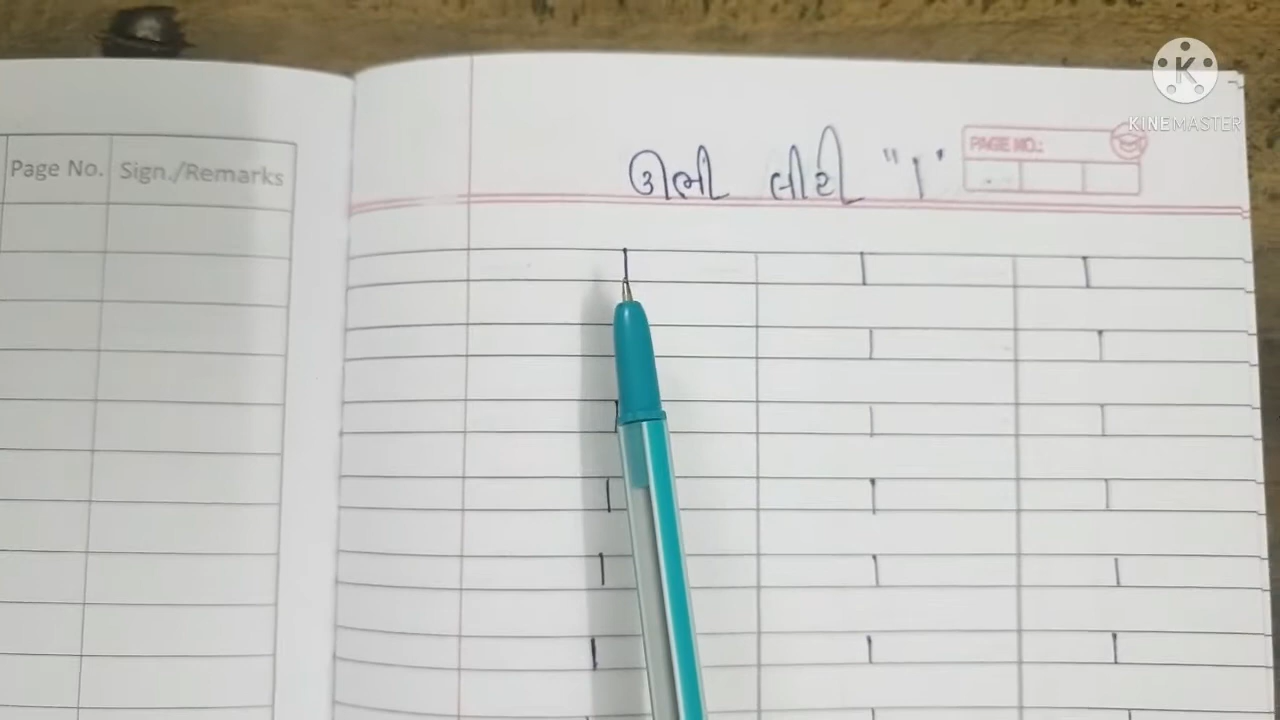 Page No. Sign./Remarks
KINEMASTER
PAGE NO.:
ઊભી લીટી "|"